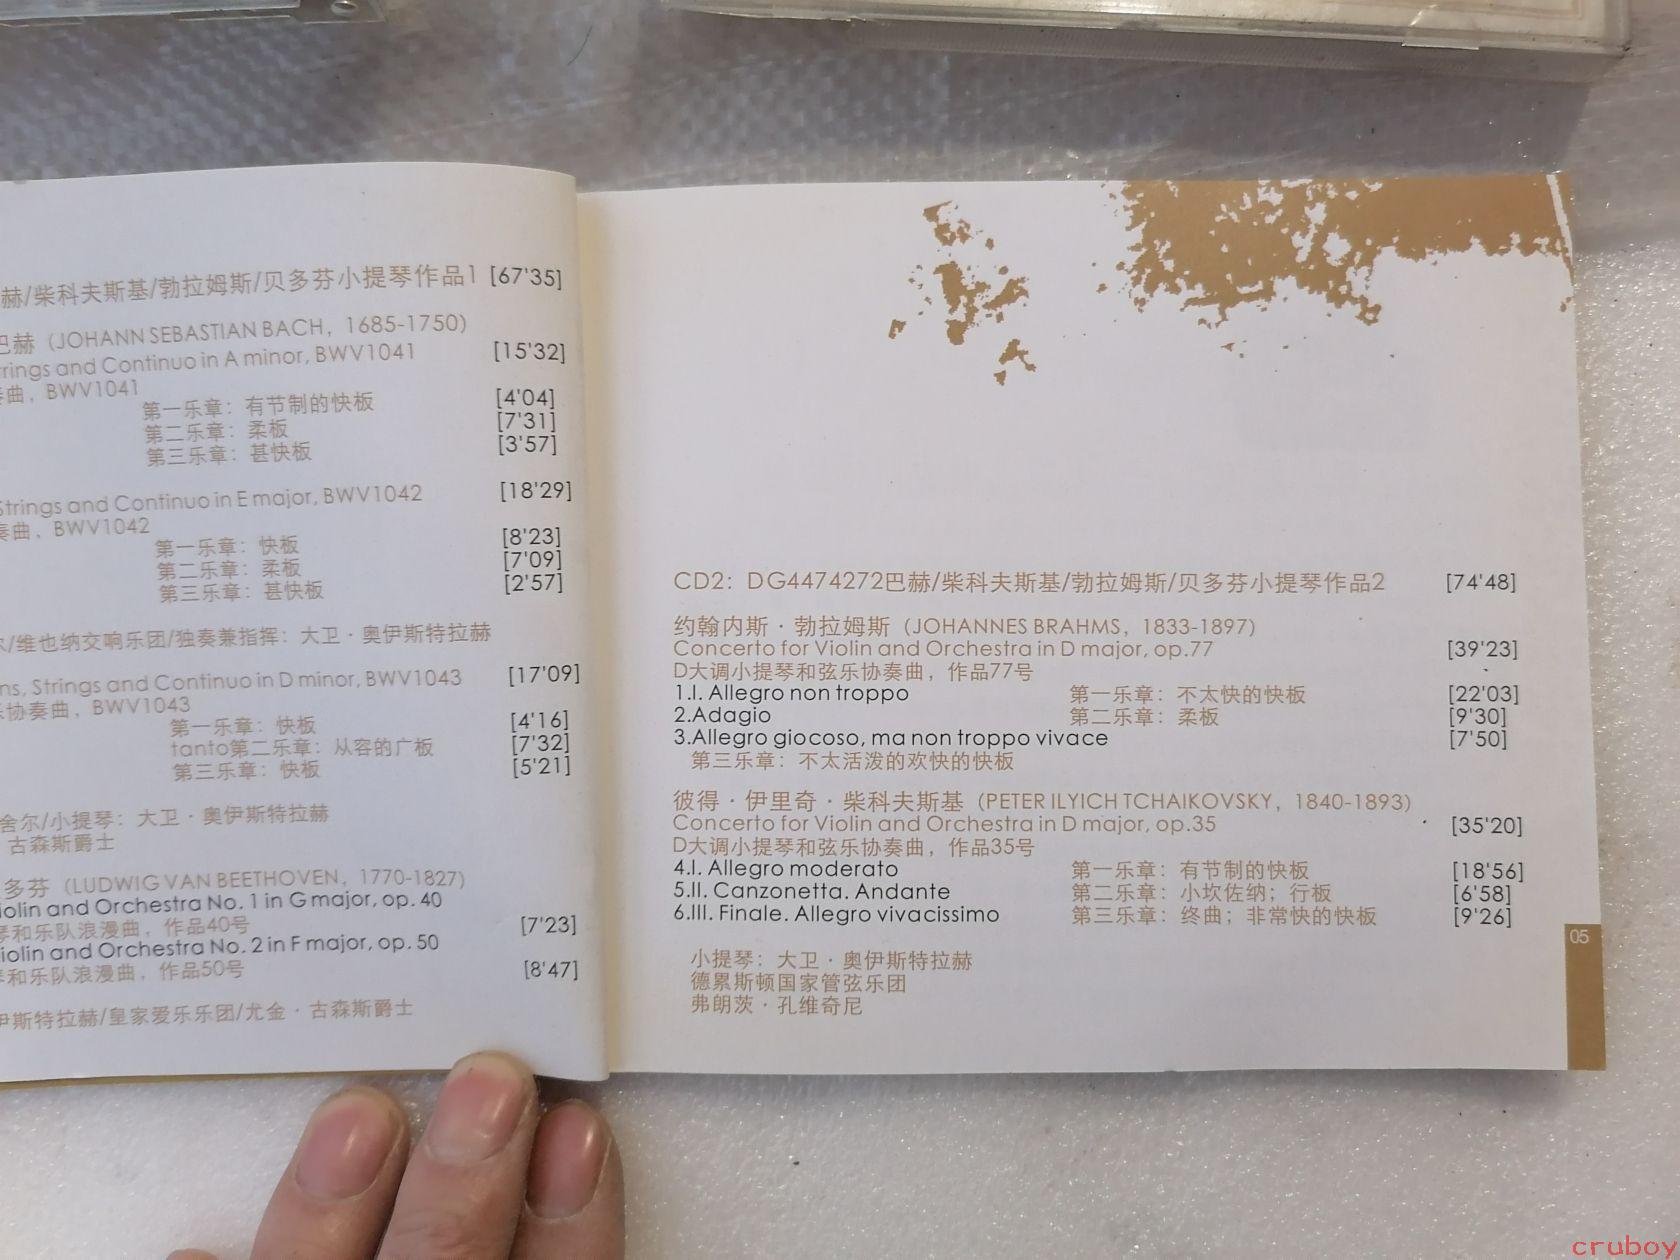 赫/柴科夫斯基/勃拉姆斯/贝多芬小提琴作品1 [67'35]
巴赫（JOHANN SEBASTIAN BACH，1685-1750）
Strings and Continuo in A minor, BWV1041 [15'32]
奏曲，BWV1041
第一乐章：有节制的快板 [4'04]
第二乐章：柔板 [7'31]
第三乐章：甚快板 [3'57]
Strings and Continuo in E major, BWV1042 [18'29]
奏曲，BWV1042
第一乐章：快板 [8'23]
第二乐章：柔板 [7'09]
第三乐章：甚快板 [2'57]
尔/维也纳交响乐团/独奏兼指挥：大卫·奥伊斯特拉赫
ns, Strings and Continuo in D minor, BWV1043 [17'09]
乐协奏曲，BWV1043
第一乐章：快板 [4'16]
tanto第二乐章：从容的广板 [7'32]
第三乐章：快板 [5'21]
舍尔/小提琴：大卫·奥伊斯特拉赫
古森斯爵士
多芬（LUDWIG VAN BEETHOVEN，1770-1827）
iolin and Orchestra No. 1 in G major, op. 40
琴和乐队浪漫曲，作品40号 [7'23]
iolin and Orchestra No. 2 in F major, op. 50
琴和乐队浪漫曲，作品50号 [8'47]
伊斯特拉赫/皇家爱乐乐团/尤金·古森斯爵士
CD2：DG4474272巴赫/柴科夫斯基/勃拉姆斯/贝多芬小提琴作品2 [74'48]
约翰内斯·勃拉姆斯（JOHANNES BRAHMS，1833-1897）
Concerto for Violin and Orchestra in D major, op.77 [39'23]
D大调小提琴和弦乐协奏曲，作品77号
1.I. Allegro non troppo 第一乐章：不太快的快板 [22'03]
2.Adagio 第二乐章：柔板 [9'30]
3.Allegro giocoso, ma non troppo vivace [7'50]
第三乐章：不太活泼的欢快的快板
彼得·伊里奇·柴科夫斯基（PETER ILYICH TCHAIKOVSKY，1840-1893）
Concerto for Violin and Orchestra in D major, op.35 [35'20]
D大调小提琴和弦乐协奏曲，作品35号
4.I. Allegro moderato 第一乐章：有节制的快板 [18'56]
5.II. Canzonetta. Andante 第二乐章：小坎佐纳；行板 [6'58]
6.III. Finale. Allegro vivacissimo 第三乐章：终曲；非常快的快板 [9'26]
小提琴：大卫·奥伊斯特拉赫
德累斯顿国家管弦乐团
弗朗茨·孔维奇尼
05
cruboy